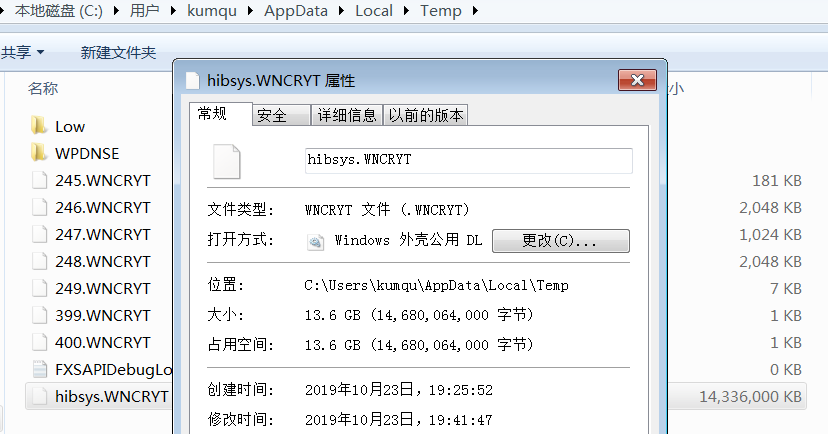 本地磁盘 (C:) 用户 kumqu AppData Local Temp
共享 新建文件夹
名称 小
hibsys.WNCRYT 属性
常规 安全 详细信息 以前的版本
Low
WPDNSE
hibsys.WNCRYT
245.WNCRYT 181 KB
246.WNCRYT 2,048 KB
文件类型: WNCRYT 文件 (.WNCRYT)
247.WNCRYT 1,024 KB
打开方式: Windows 外壳公用 DL 更改(C)...
248.WNCRYT 2,048 KB
249.WNCRYT 7 KB
位置: C:\Users\kumqu\AppData\Local\Temp
399.WNCRYT 1 KB
大小: 13.6 GB (14,680,064,000 字节)
400.WNCRYT 1 KB
占用空间: 13.6 GB (14,680,064,000 字节)
FXSAPIDebugLo 0 KB
hibsys.WNCRYT 14,336,000 KB
创建时间: 2019年10月23日，19:25:52
修改时间: 2019年10月23日，19:41:47